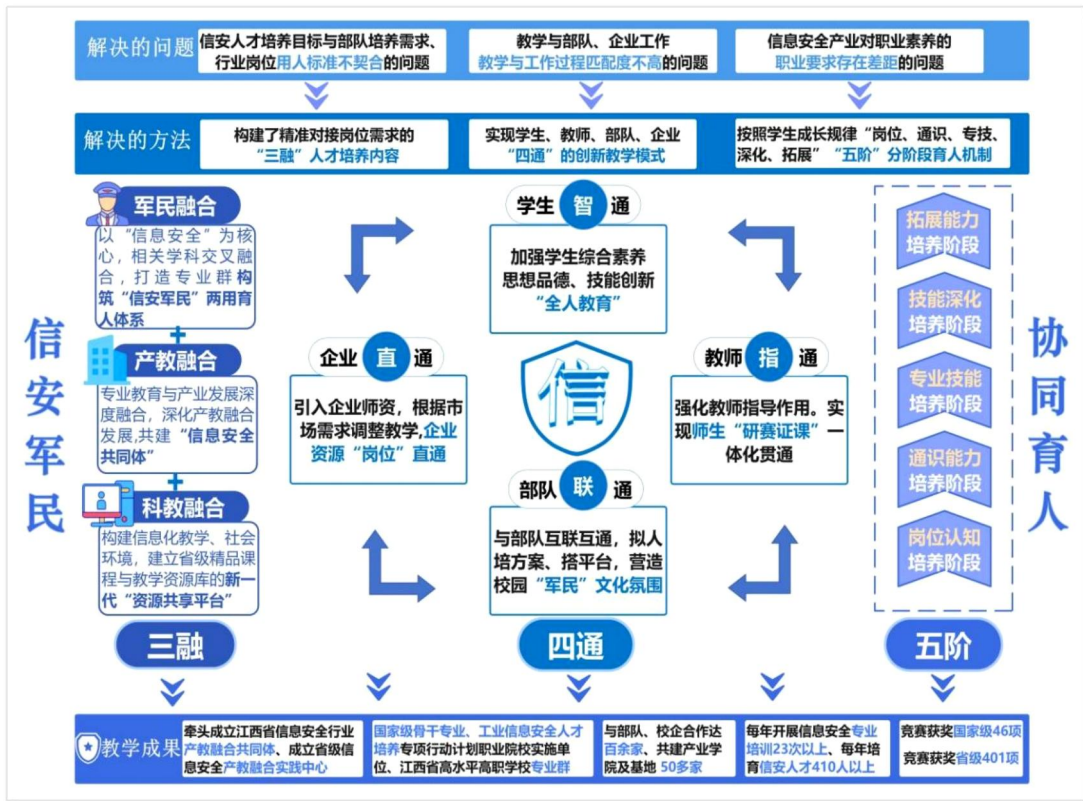 解决的问题
信安人才培养目标与部队培养需求、
行业岗位用人标准不契合的问题
教学与部队、企业工作
教学与工作过程匹配度不高的问题
信息安全产业对职业素养的
职业要求存在差距的问题
解决的方法
构建了精准对接岗位需求的
“三融”人才培养内容
实现学生、教师、部队、企业
“四通”的创新教学模式
按照学生成长规律“岗位、通识、专技、
深化、拓展” “五阶”分阶段育人机制
信安军民
军民融合
以“信息安全”为核
心，相关学科交叉融
合，打造专业群构
筑“信安军民”两用育
人体系
+
产教融合
专业教育与产业发展深
度融合，深化产教融合
发展,共建“信息安全
共同体”
+
科教融合
构建信息化教学、社会
环境，建立省级精品课
程与教学资源库的新一
代“资源共享平台”
三融
学生 智 通
加强学生综合素养
思想品德、技能创新
“全人教育”
企业 直 通
引入企业师资，根据市
场需求调整教学,企业
资源“岗位”直通
信
教师 指 通
强化教师指导作用。实
现师生“研赛证课”一
体化贯通
部队 联 通
与部队互联互通，拟人
培方案、搭平台，营造
校园“军民”文化氛围
四通
拓展能力
培养阶段
技能深化
培养阶段
专业技能
培养阶段
通识能力
培养阶段
岗位认知
培养阶段
五阶
协同育人
教学成果
牵头成立江西省信息安全行业
产教融合共同体、成立省级信
息安全产教融合实践中心
国家级骨干专业、工业信息安全人才
培养专项行动计划职业院校实施单
位、江西省高水平高职学校专业群
与部队、校企合作达
百余家、共建产业学
院及基地 50多家
每年开展信息安全专业
培训23次以上、每年培
育信安人才410人以上
竞赛获奖国家级46项
竞赛获奖省级401项